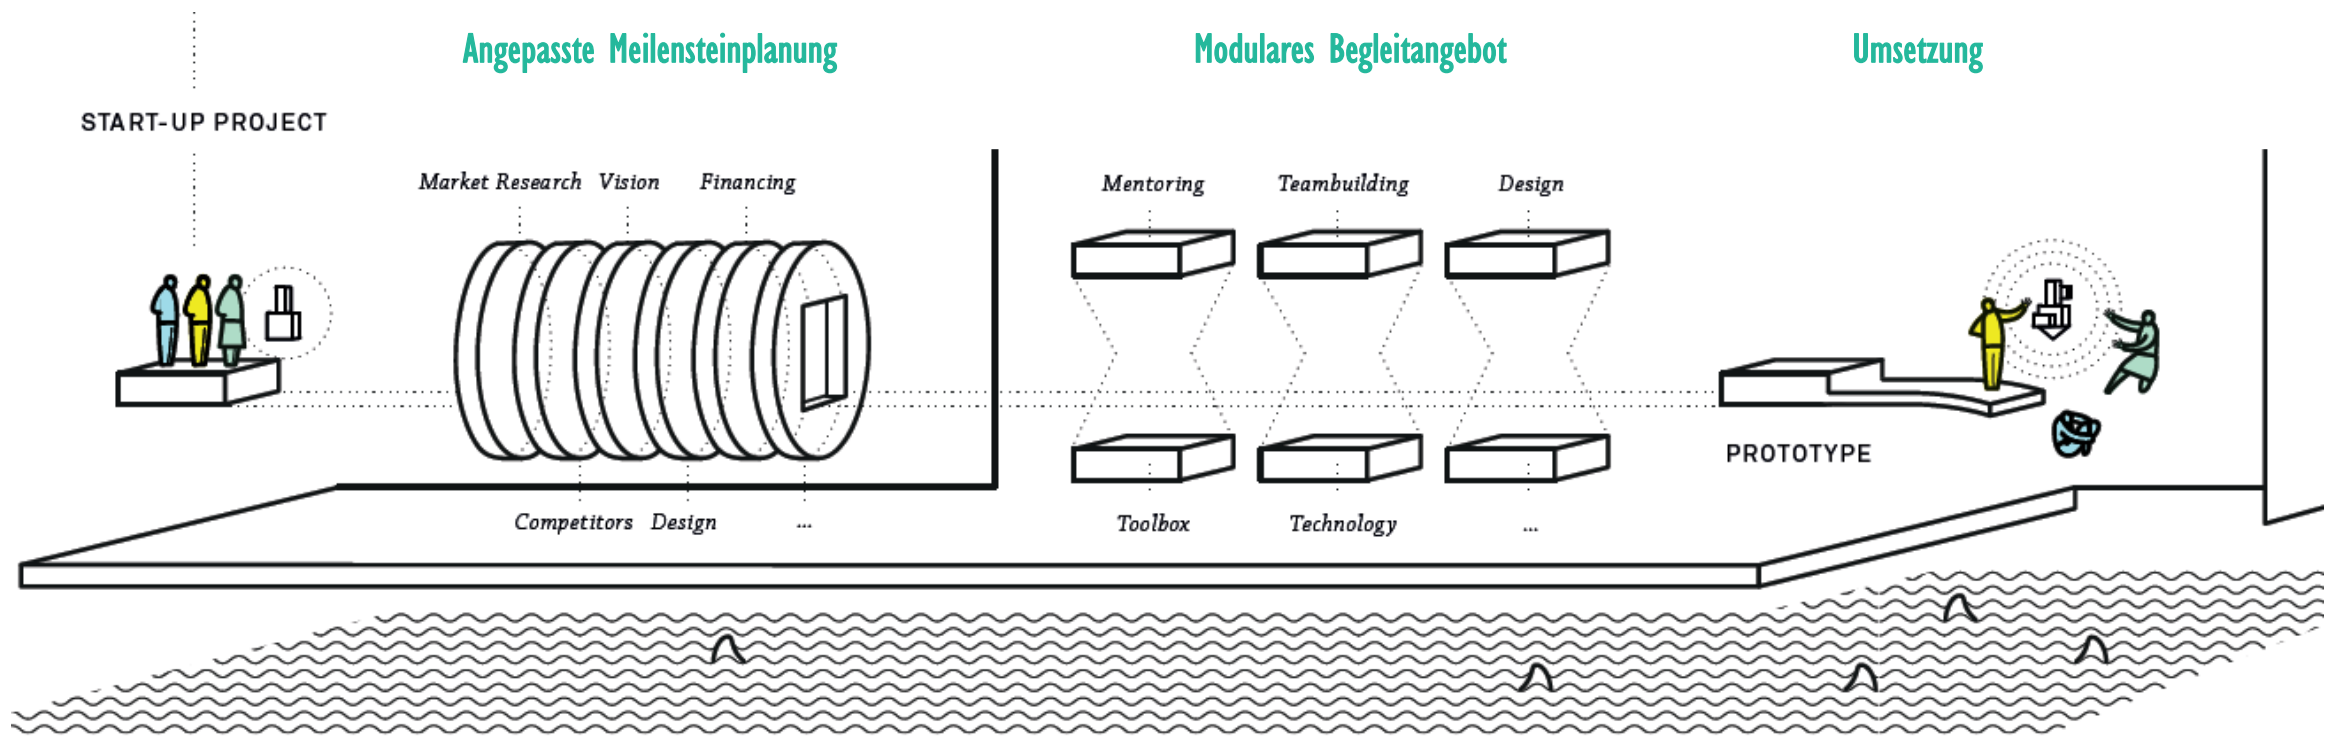 Angepasste Meilensteinplanung
Modulares Begleitangebot
Umsetzung
START-UP PROJECT
Market Research Vision Financing
Competitors Design ...
Mentoring Teambuilding Design
Toolbox Technology ...
PROTOTYPE